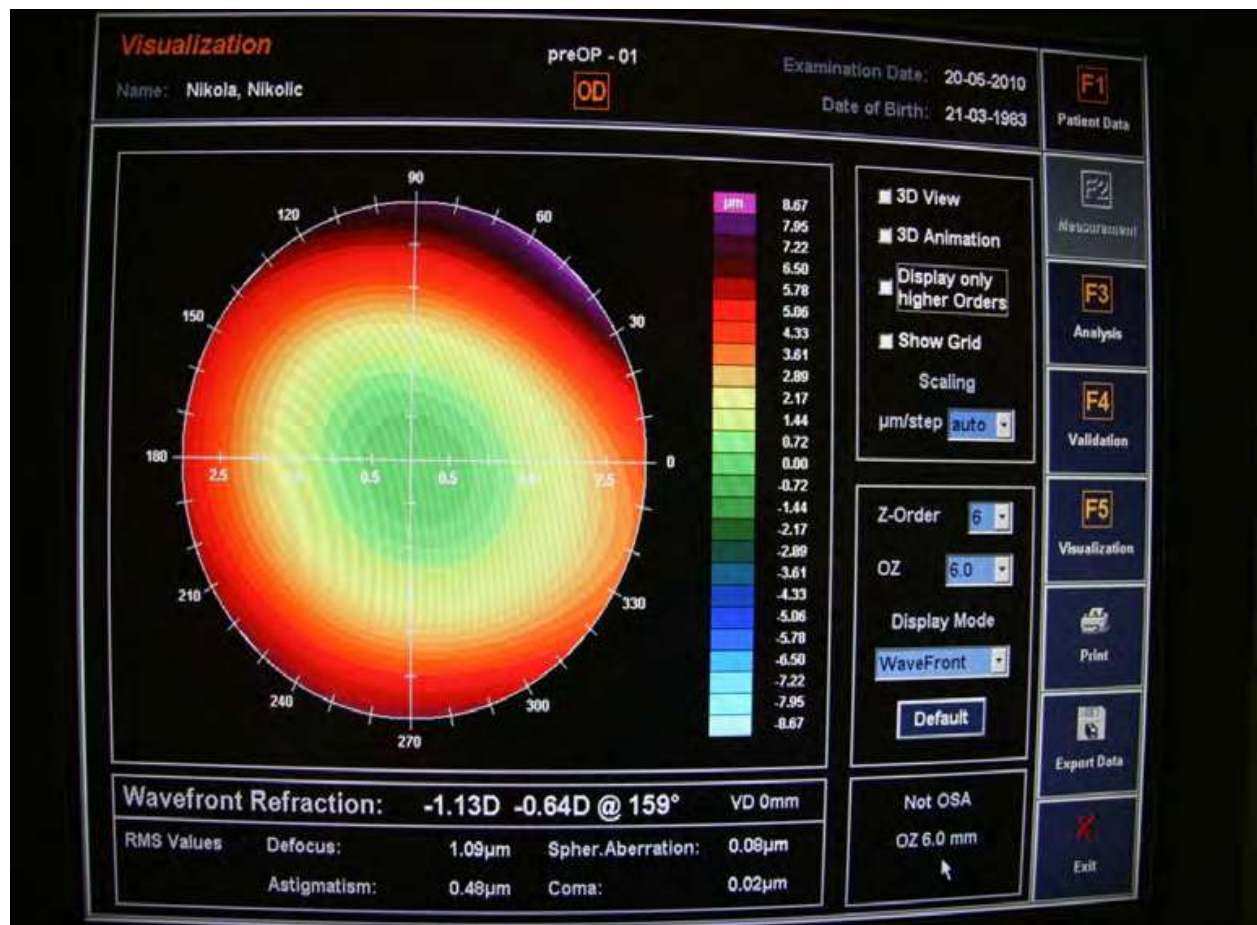 Visualization
preOP - 01
Name: Nikola, Nikolic
OD
Examination Date: 20-05-2010
Date of Birth: 21-03-1983
F1
Patient Data
F2
Measurement
F3
Analysis
F4
Validation
F5
Visualization
Print
Export Data
X
Exit
90
120
60
150
30
180
2.5
0.5
0.5
2.5
0
210
330
240
300
270
µm 8.67
7.95
7.22
6.50
5.78
5.06
4.33
3.61
2.89
2.17
1.44
0.72
0.00
-0.72
-1.44
-2.17
-2.89
-3.61
-4.33
-5.06
-5.78
-6.50
-7.22
-7.95
-8.67
3D View
3D Animation
Display only
higher Orders
Show Grid
Scaling
µm/step auto
Z-Order 6
OZ 6.0
Display Mode
WaveFront
Default
Wavefront Refraction: -1.13D -0.64D @ 159° VD 0mm
RMS Values Defocus: 1.09µm Spher.Aberration: 0.08µm
Astigmatism: 0.48µm Coma: 0.02µm
Not OSA
OZ 6.0 mm